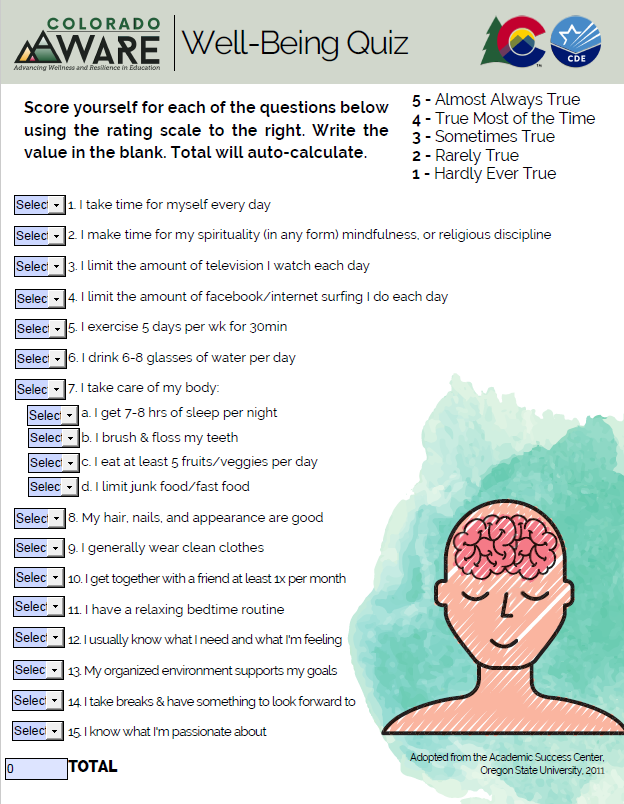 COLORADO
AWARE
Advancing Wellness and Resilience in Education
Well-Being Quiz
CDE
Score yourself for each of the questions below
using the rating scale to the right. Write the
value in the blank. Total will auto-calculate.
5 - Almost Always True
4 - True Most of the Time
3 - Sometimes True
2 - Rarely True
1 - Hardly Ever True
Selec 1. I take time for myself every day
Selec 2. I make time for my spirituality (in any form) mindfulness, or religious discipline
Selec 3. I limit the amount of television I watch each day
Selec 4. I limit the amount of facebook/internet surfing I do each day
Selec 5. I exercise 5 days per wk for 30min
Selec 6. I drink 6-8 glasses of water per day
Selec 7. I take care of my body:
Selec a. I get 7-8 hrs of sleep per night
Selec b. I brush & floss my teeth
Selec c. I eat at least 5 fruits/veggies per day
Selec d. I limit junk food/fast food
Selec 8. My hair, nails, and appearance are good
Selec 9. I generally wear clean clothes
Selec 10. I get together with a friend at least 1x per month
Selec 11. I have a relaxing bedtime routine
Selec 12. I usually know what I need and what I'm feeling
Selec 13. My organized environment supports my goals
Selec 14. I take breaks & have something to look forward to
Selec 15. I know what I'm passionate about
0 TOTAL
Adopted from the Academic Success Center,
Oregon State University, 2011